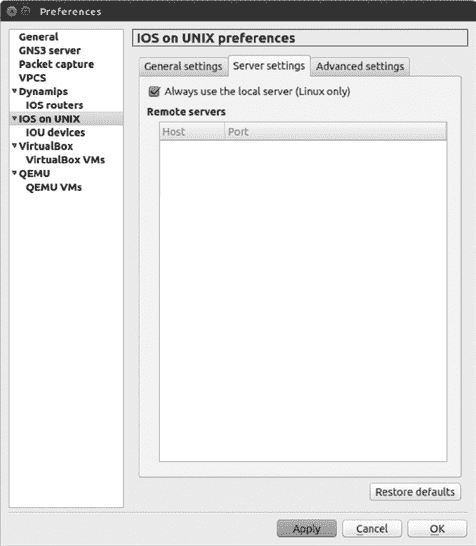 Preferences
General
GNS3 server
Packet capture
VPCS
Dynamips
IOS routers
IOS on UNIX
IOU devices
VirtualBox
VirtualBox VMs
QEMU
QEMU VMs
IOS on UNIX preferences
General settings Server settings Advanced settings
Always use the local server (Linux only)
Remote servers
Host Port
Restore defaults
Apply Cancel OK